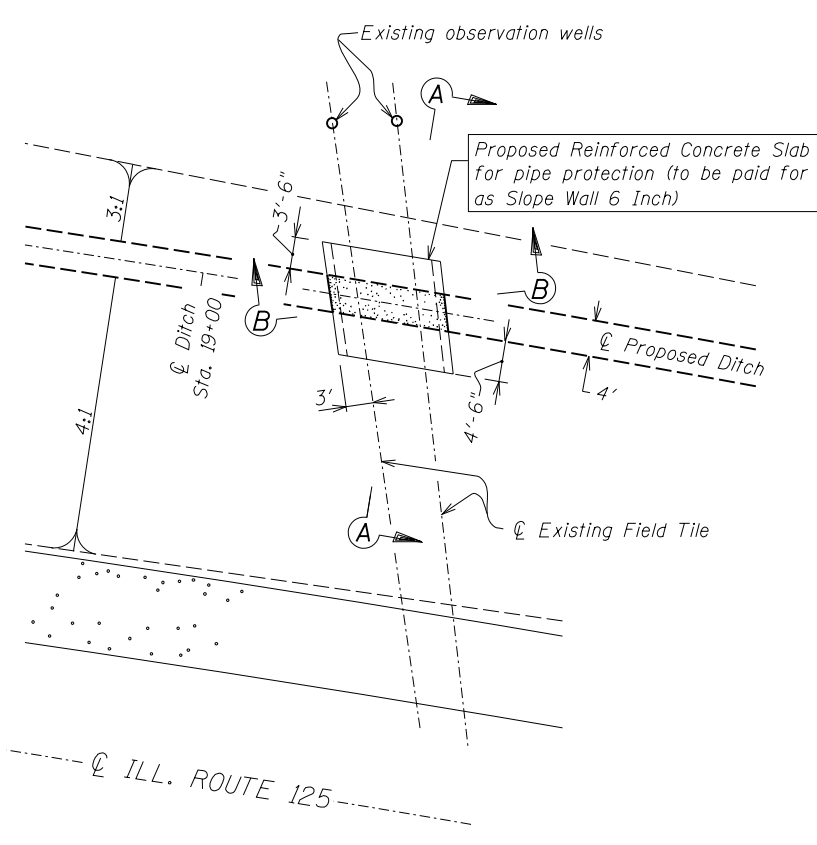 Existing observation wells
A
Proposed Reinforced Concrete Slab
for pipe protection (to be paid for
as Slope Wall 6 Inch)
3:1
3'-6"
B
B
℄ Ditch
Sta. 19+00
℄ Proposed Ditch
4'
3'
4'-6"
4:1
A
℄ Existing Field Tile
℄ ILL. ROUTE 125